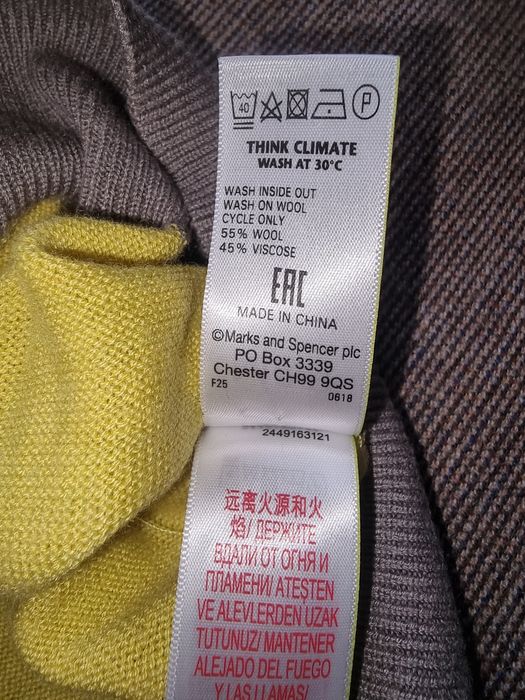 40
P
THINK CLIMATE
WASH AT 30°C
WASH INSIDE OUT
WASH ON WOOL
CYCLE ONLY
55% WOOL
45% VISCOSE
EAC
MADE IN CHINA
©Marks and Spencer plc
PO Box 3339
Chester CH99 9QS
F25 0618
2449163121
远离火源和火
焰/ ДЕРЖИТЕ
ВДАЛИ ОТ ОГНЯ И
ПЛАМЕНИ/ ATEŞTEN
VE ALEVLERDEN UZAK
TUTUNUZ/ MANTENER
ALEJADO DEL FUEGO
Y LAS LLAMAS/